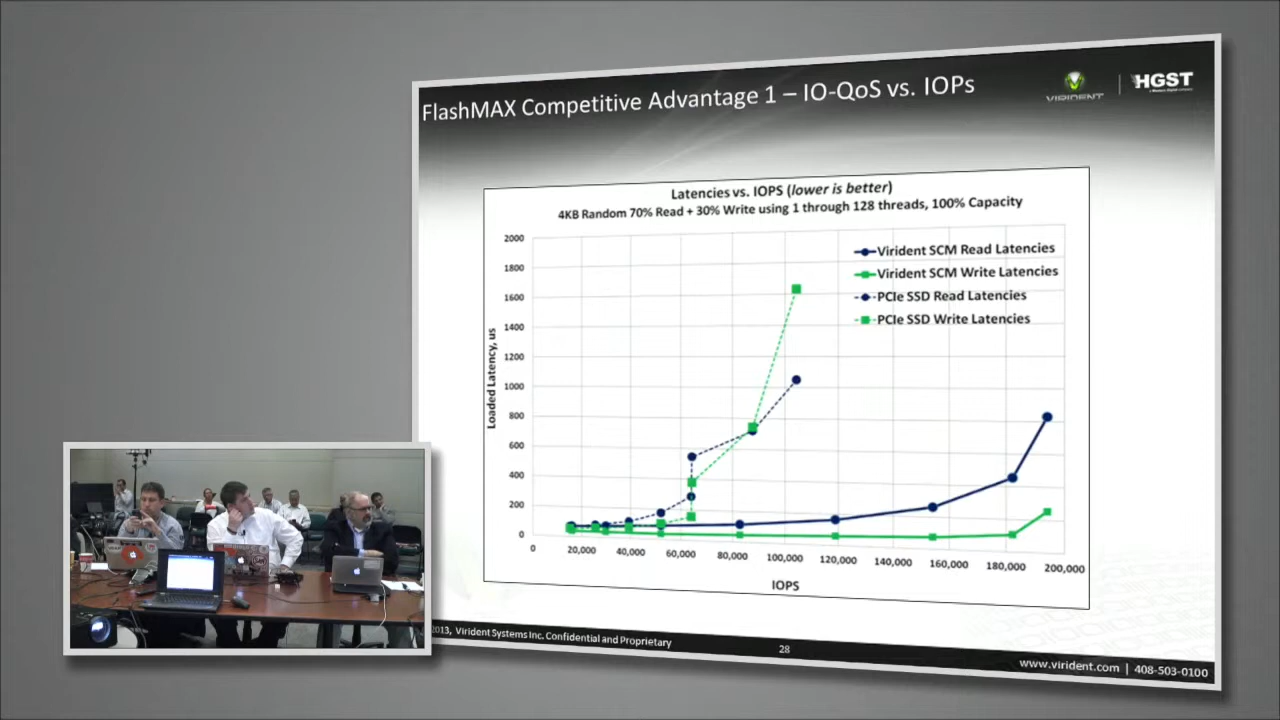 FlashMAX Competitive Advantage 1 – IO-QoS vs. IOPs
VIRIDENT
HGST
Latencies vs. IOPS (lower is better)
4KB Random 70% Read + 30% Write using 1 through 128 threads, 100% Capacity
Virident SCM Read Latencies
Virident SCM Write Latencies
PCIe SSD Read Latencies
PCIe SSD Write Latencies
Loaded Latency, us
2000
1800
1600
1400
1200
1000
800
600
400
200
0
0 20,000 40,000 60,000 80,000 100,000 120,000 140,000 160,000 180,000 200,000
IOPS
2013, Virident Systems Inc. Confidential and Proprietary
28
www.virident.com | 408-503-0100